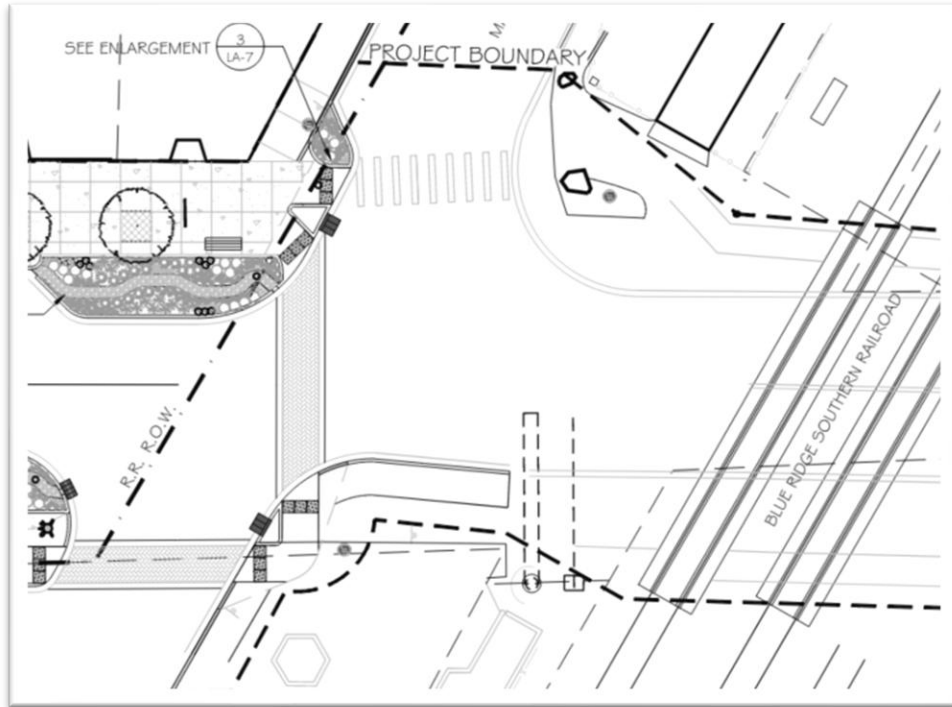 SEE ENLARGEMENT
3
LA-7
PROJECT BOUNDARY
R.R. R.O.W.
BLUE RIDGE SOUTHERN RAILROAD